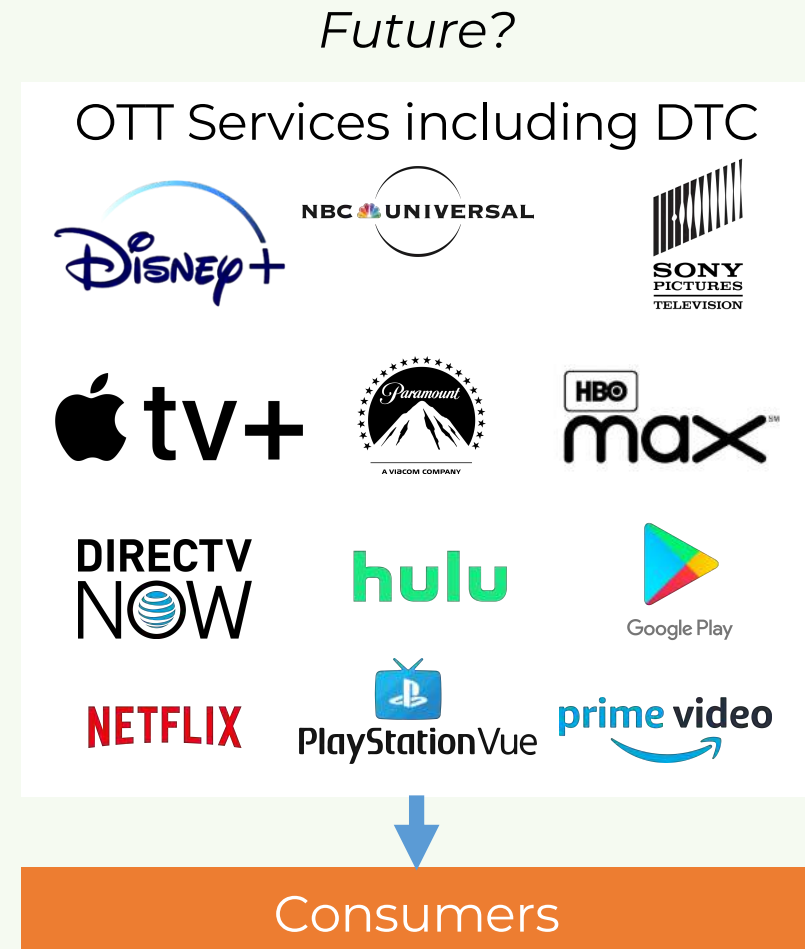 Future?
OTT Services including DTC
Disney+
NBC UNIVERSAL
SONY
PICTURES
TELEVISION
tv+
Paramount
A VIACOM COMPANY
HBO
max SM
DIRECTV
NOW
hulu
Google Play
NETFLIX
PlayStation Vue
prime video
Consumers